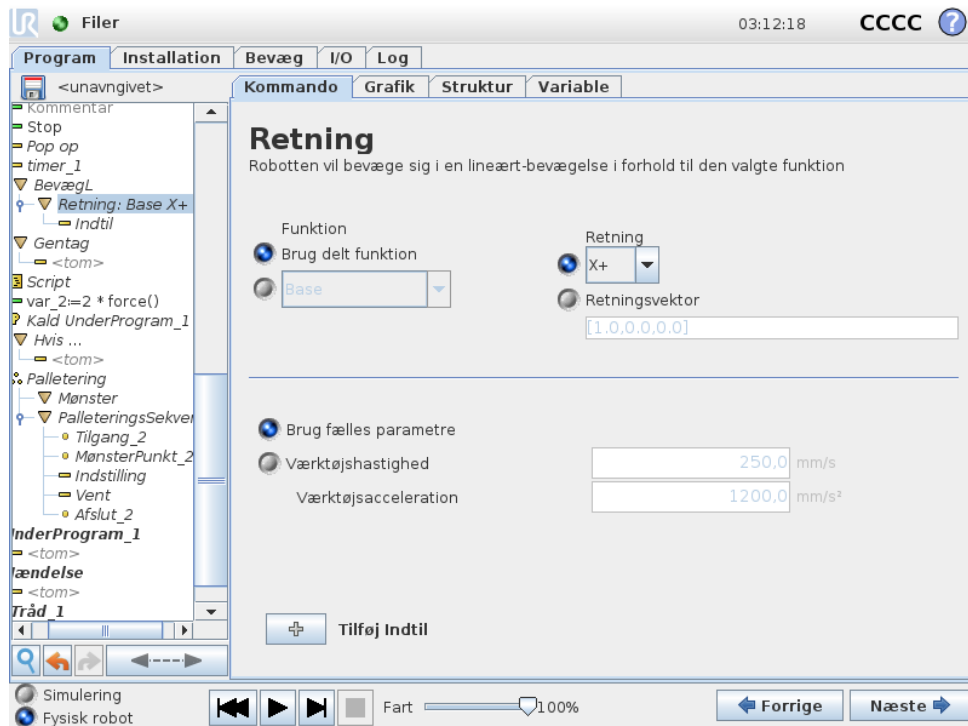 UR Filer 03:12:18 CCCC ?
Program Installation Bevæg I/O Log
<unavngivet> Kommando Grafik Struktur Variable
Kommentar
Stop
Pop op
timer_1
BevægL
Retning: Base X+
Indtil
Gentag
<tom>
Script
var_2:=2 * force()
Kald UnderProgram_1
Hvis ...
<tom>
Palletering
Mønster
PalleteringsSekver
Tilgang_2
MønsterPunkt_2
Indstilling
Vent
Afslut_2
UnderProgram_1
<tom>
Hændelse
<tom>
Tråd_1
Retning
Robotten vil bevæge sig i en lineært-bevægelse i forhold til den valgte funktion
Funktion
Brug delt funktion
Base
Retning
X+
Retningsvektor
[1.0,0.0,0.0]
Brug fælles parametre
Værktøjshastighed 250,0 mm/s
Værktøjsacceleration 1200,0 mm/s²
Tilføj Indtil
Simulering
Fysisk robot
Fart 100%
Forrige Næste